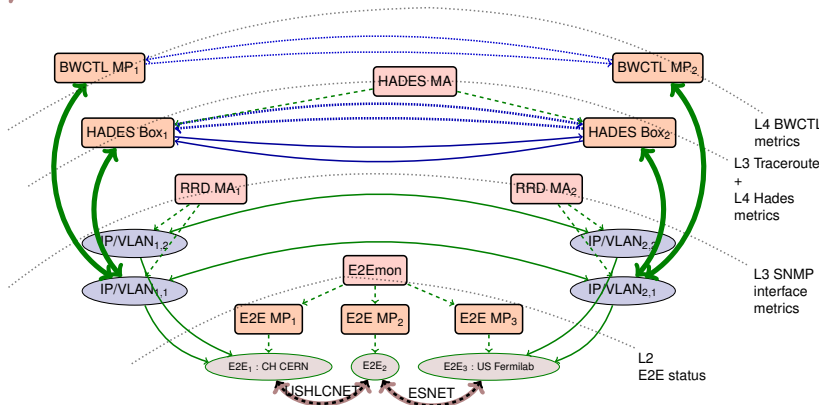 BWCTL MP1
BWCTL MP2
HADES MA
HADES Box1
HADES Box2
L4 BWCTL
metrics
L3 Traceroute
+
L4 Hades
metrics
RRD MA1
RRD MA2
IP/VLAN1,2
IP/VLAN2,2
E2Emon
IP/VLAN1,1
IP/VLAN2,1
L3 SNMP
interface
metrics
E2E MP1
E2E MP2
E2E MP3
L2
E2E status
E2E1 : CH CERN
E2E2
E2E3 : US Fermilab
USHLCNET
ESNET